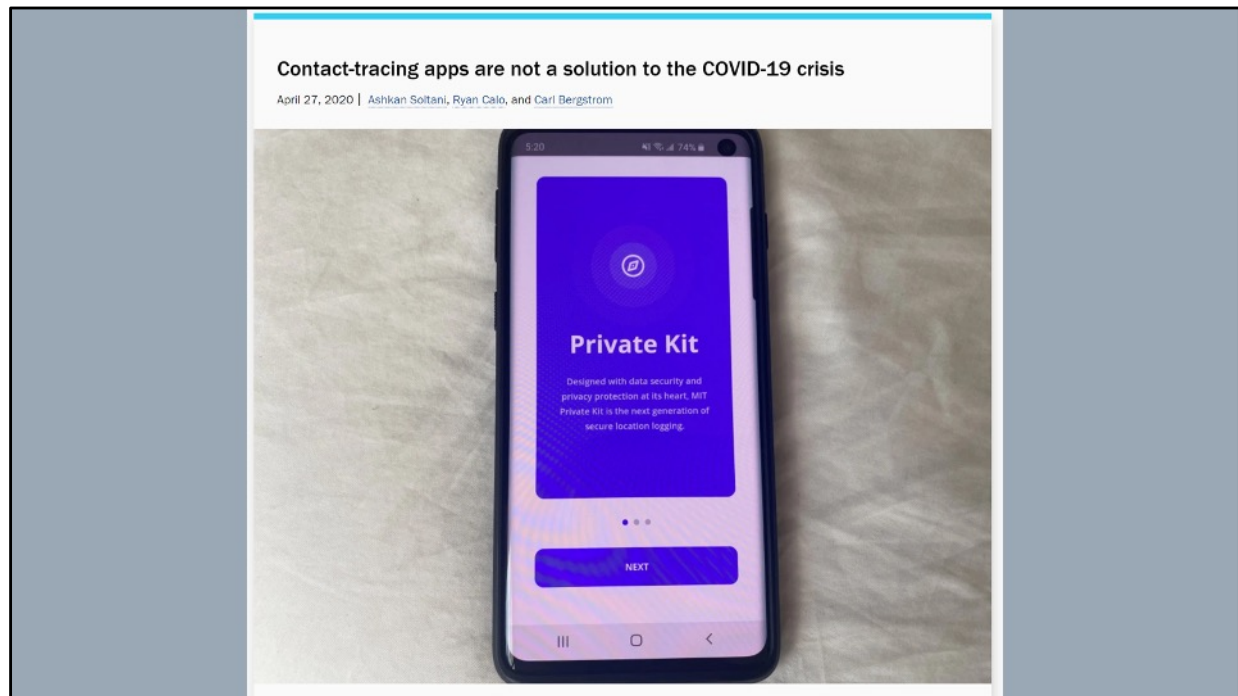 Contact-tracing apps are not a solution to the COVID-19 crisis
April 27, 2020 | Ashkan Soltani, Ryan Calo, and Carl Bergstrom
5:20 74%
Private Kit
Designed with data security and
privacy protection at its heart, MIT
Private Kit is the next generation of
secure location logging.
NEXT